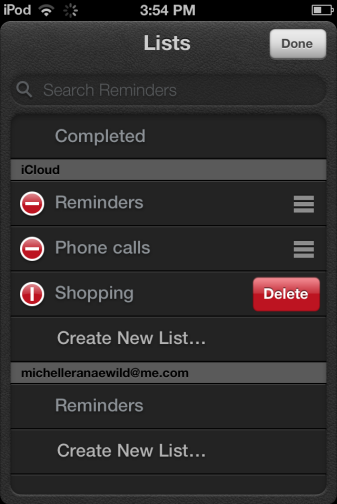 iPod 3:54 PM
Lists Done
Search Reminders
Completed
iCloud
Reminders
Phone calls
Shopping Delete
Create New List...
michelleranaewild@me.com
Reminders
Create New List...